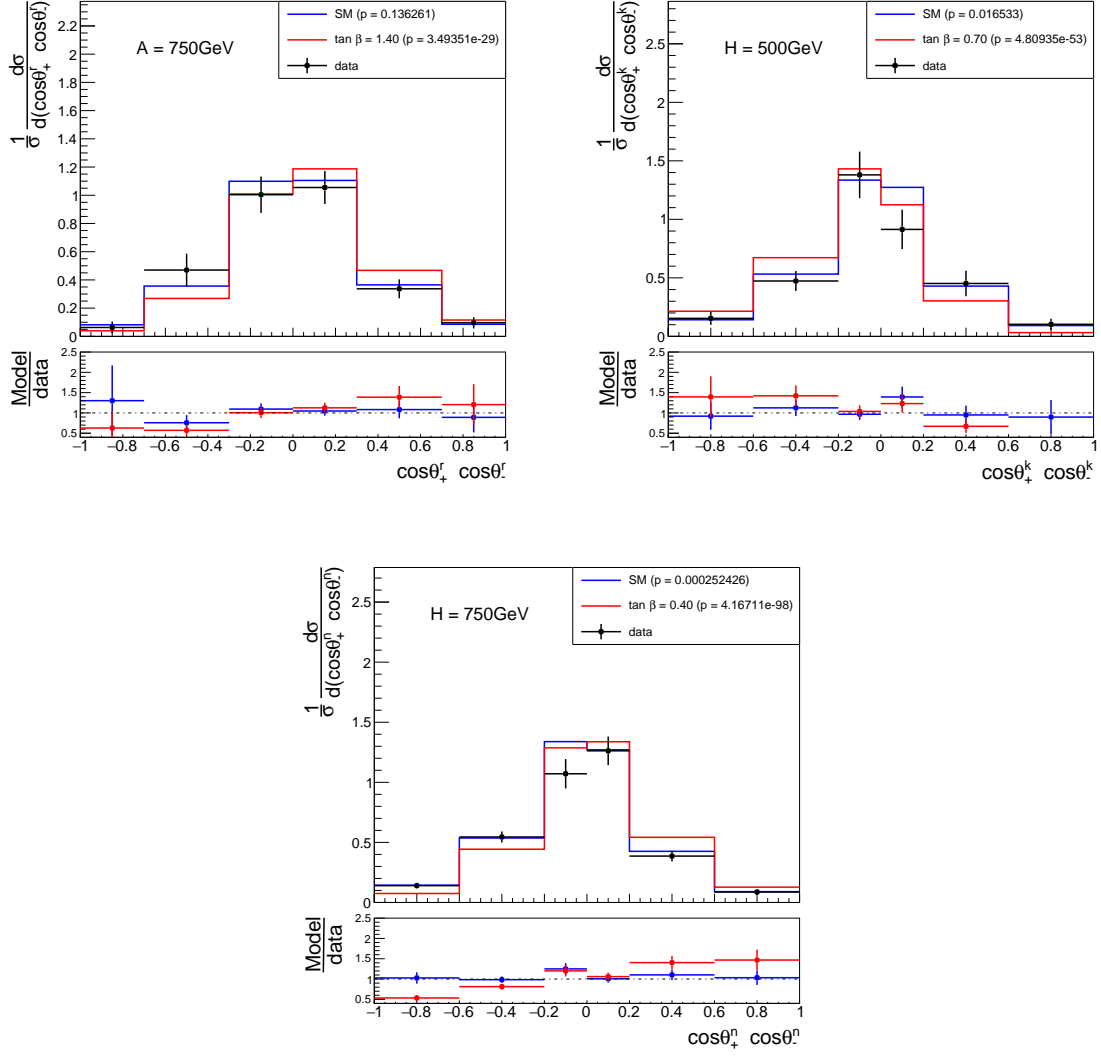 SM (p = 0.136261)
tan β = 1.40 (p = 3.49351e-29)
data
A = 750GeV
1/σ dσ/d(cosθ₊ʳ cosθ₋ʳ)
2.2
2
1.8
1.6
1.4
1.2
1
0.8
0.6
0.4
0.2
0
Model/data
2.5
2
1.5
1
0.5
−1 −0.8 −0.6 −0.4 −0.2 0 0.2 0.4 0.6 0.8 1
cosθ₊ʳ cosθ₋ʳ
SM (p = 0.016533)
tan β = 0.70 (p = 4.80935e-53)
data
H = 500GeV
1/σ dσ/d(cosθ₊ᵏ cosθ₋ᵏ)
2.5
2
1.5
1
0.5
0
Model/data
2.5
2
1.5
1
0.5
−1 −0.8 −0.6 −0.4 −0.2 0 0.2 0.4 0.6 0.8 1
cosθ₊ᵏ cosθ₋ᵏ
SM (p = 0.000252426)
tan β = 0.40 (p = 4.16711e-98)
data
H = 750GeV
1/σ dσ/d(cosθ₊ⁿ cosθ₋ⁿ)
2.5
2
1.5
1
0.5
0
Model/data
2.5
2
1.5
1
0.5
−1 −0.8 −0.6 −0.4 −0.2 0 0.2 0.4 0.6 0.8 1
cosθ₊ⁿ cosθ₋ⁿ